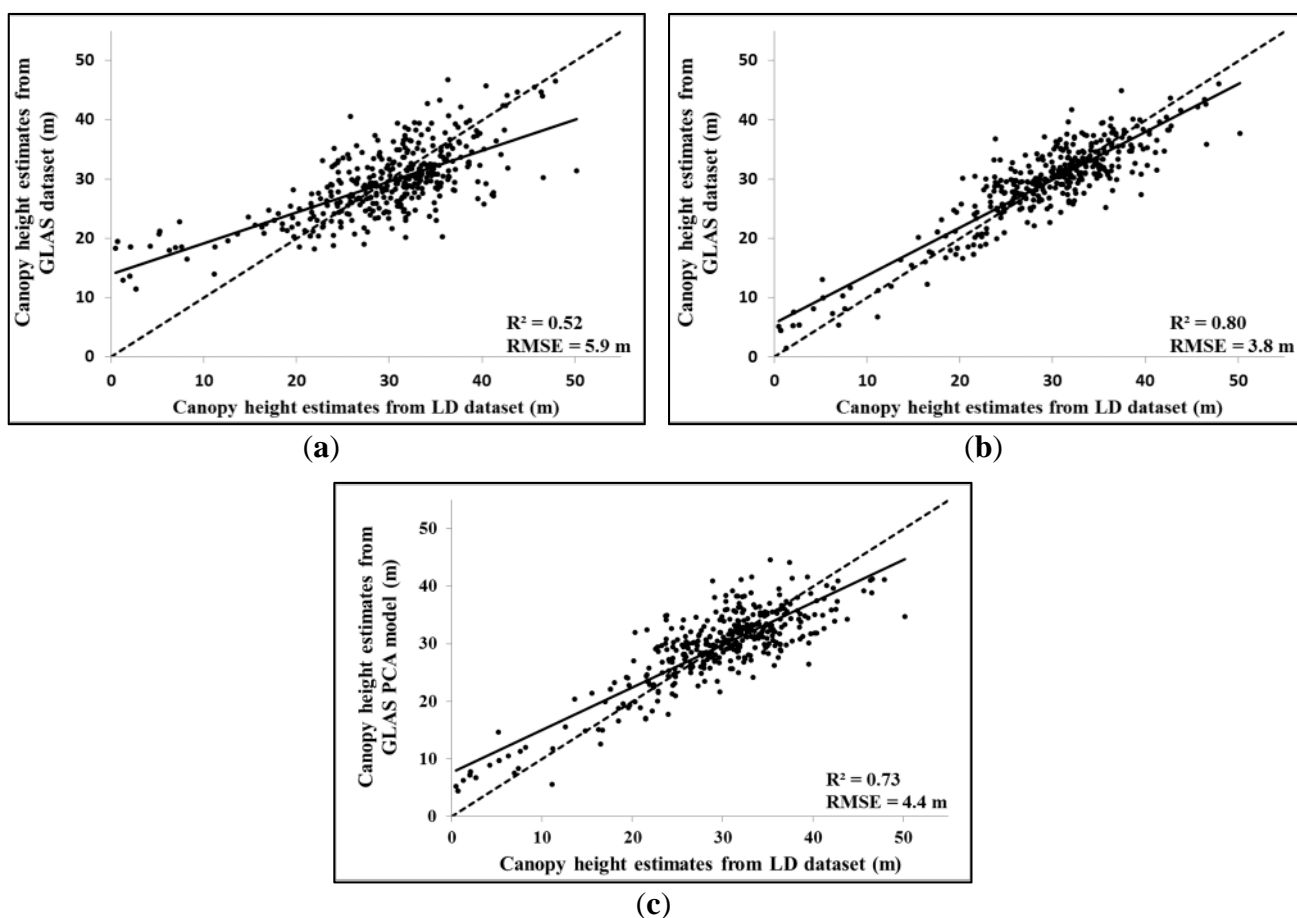 Canopy height estimates from
GLAS dataset (m)
50
40
30
20
10
0
R² = 0.52
RMSE = 5.9 m
0 10 20 30 40 50
Canopy height estimates from LD dataset (m)
(a)
Canopy height estimates from
GLAS dataset (m)
50
40
30
20
10
0
R² = 0.80
RMSE = 3.8 m
0 10 20 30 40 50
Canopy height estimates from LD dataset (m)
(b)
Canopy height estimates from
GLAS PCA model (m)
50
40
30
20
10
0
R² = 0.73
RMSE = 4.4 m
0 10 20 30 40 50
Canopy height estimates from LD dataset (m)
(c)